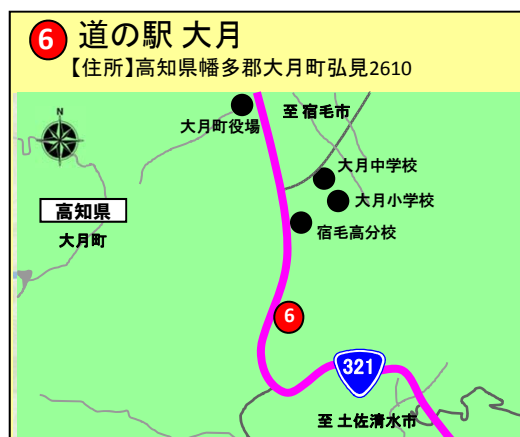 6 道の駅 大月
【住所】高知県幡多郡大月町弘見2610
N
至 宿毛市
大月町役場
大月中学校
大月小学校
高知県
大月町
宿毛高分校
6
321
至 土佐清水市